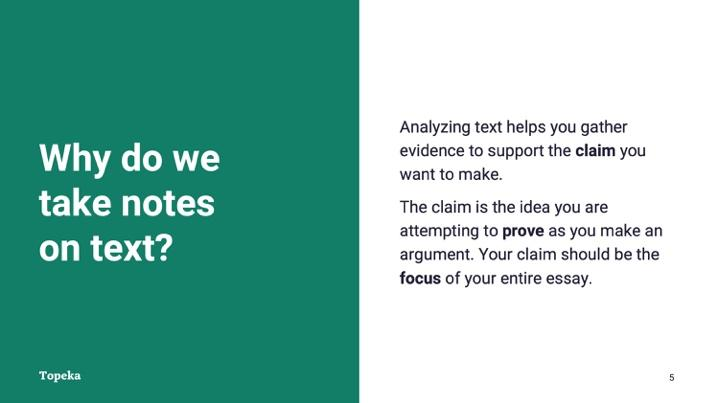 Why do we
take notes
on text?
Analyzing text helps you gather
evidence to support the claim you
want to make.
The claim is the idea you are
attempting to prove as you make an
argument. Your claim should be the
focus of your entire essay.
Topeka
5